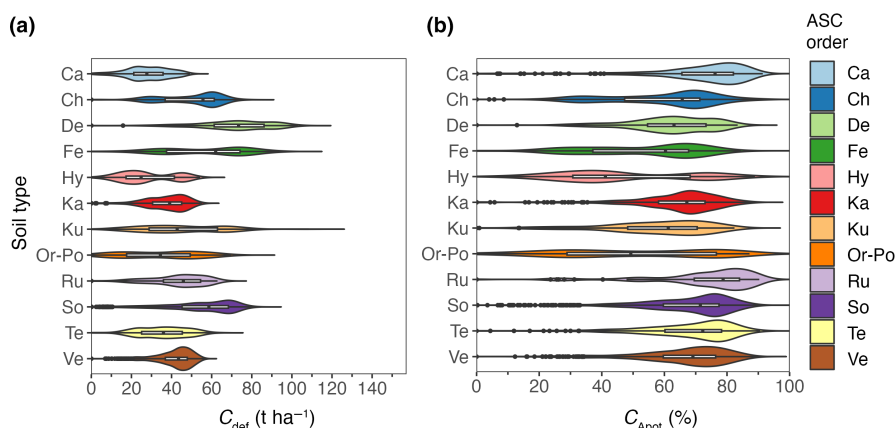 (a)
Soil type
Ca
Ch
De
Fe
Hy
Ka
Ku
Or-Po
Ru
So
Te
Ve
0 20 40 60 80 100 120 140
C def (t ha⁻¹)
(b)
Ca
Ch
De
Fe
Hy
Ka
Ku
Or-Po
Ru
So
Te
Ve
0 20 40 60 80 100
C Apot (%)
ASC
order
Ca
Ch
De
Fe
Hy
Ka
Ku
Or-Po
Ru
So
Te
Ve